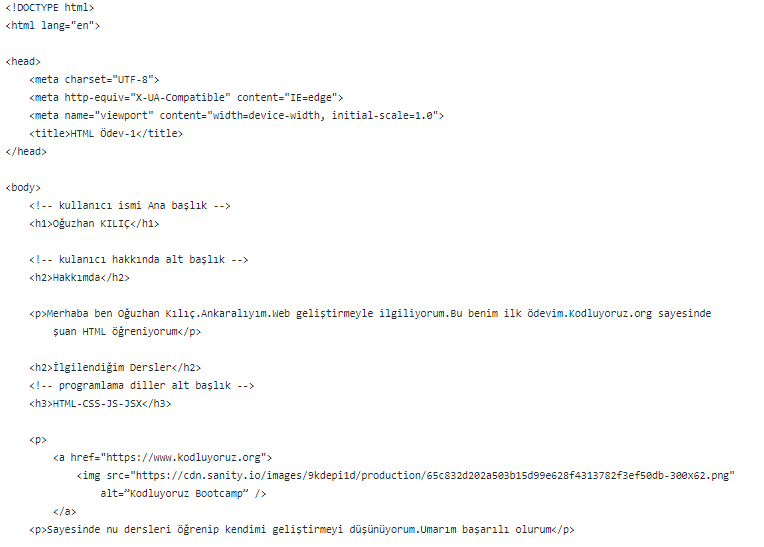 <!DOCTYPE html>
<html lang="en">
<head>
<meta charset="UTF-8">
<meta http-equiv="X-UA-Compatible" content="IE=edge">
<meta name="viewport" content="width=device-width, initial-scale=1.0">
<title>HTML Ödev-1</title>
</head>
<body>
<!-- kullanıcı ismi Ana başlık -->
<h1>Oğuzhan KILIÇ</h1>
<!-- kulanıcı hakkında alt başlık -->
<h2>Hakkımda</h2>
<p>Merhaba ben Oğuzhan Kılıç.Ankaralıyım.Web geliştirmeyle ilgiliyorum.Bu benim ilk ödevim.Kodluyoruz.org sayesinde
şuan HTML öğreniyorum</p>
<h2>İlgilendiğim Dersler</h2>
<!-- programlama diller alt başlık -->
<h3>HTML-CSS-JS-JSX</h3>
<p>
<a href="https://www.kodluyoruz.org">
<img src="https://cdn.sanity.io/images/9kdepi1d/production/65c832d202a503b15d99e628f4313782f3ef50db-300x62.png"
alt=”Kodluyoruz Bootcamp” />
</a>
<p>Sayesinde nu dersleri öğrenip kendimi geliştirmeyi düşünüyorum.Umarım başarılı olurum</p>